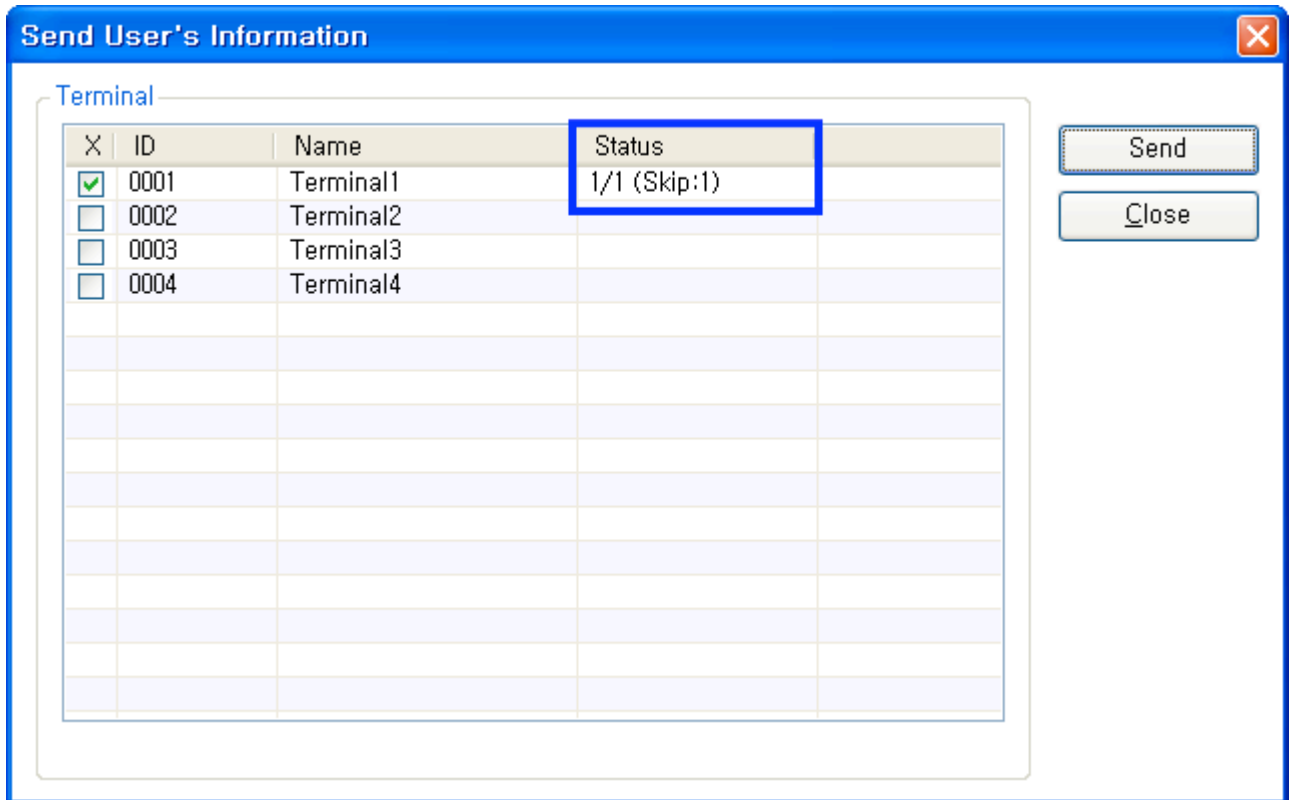 Send User's Information
Terminal
X ID Name Status
0001 Terminal1 1/1 (Skip:1)
0002 Terminal2
0003 Terminal3
0004 Terminal4
Send
Close